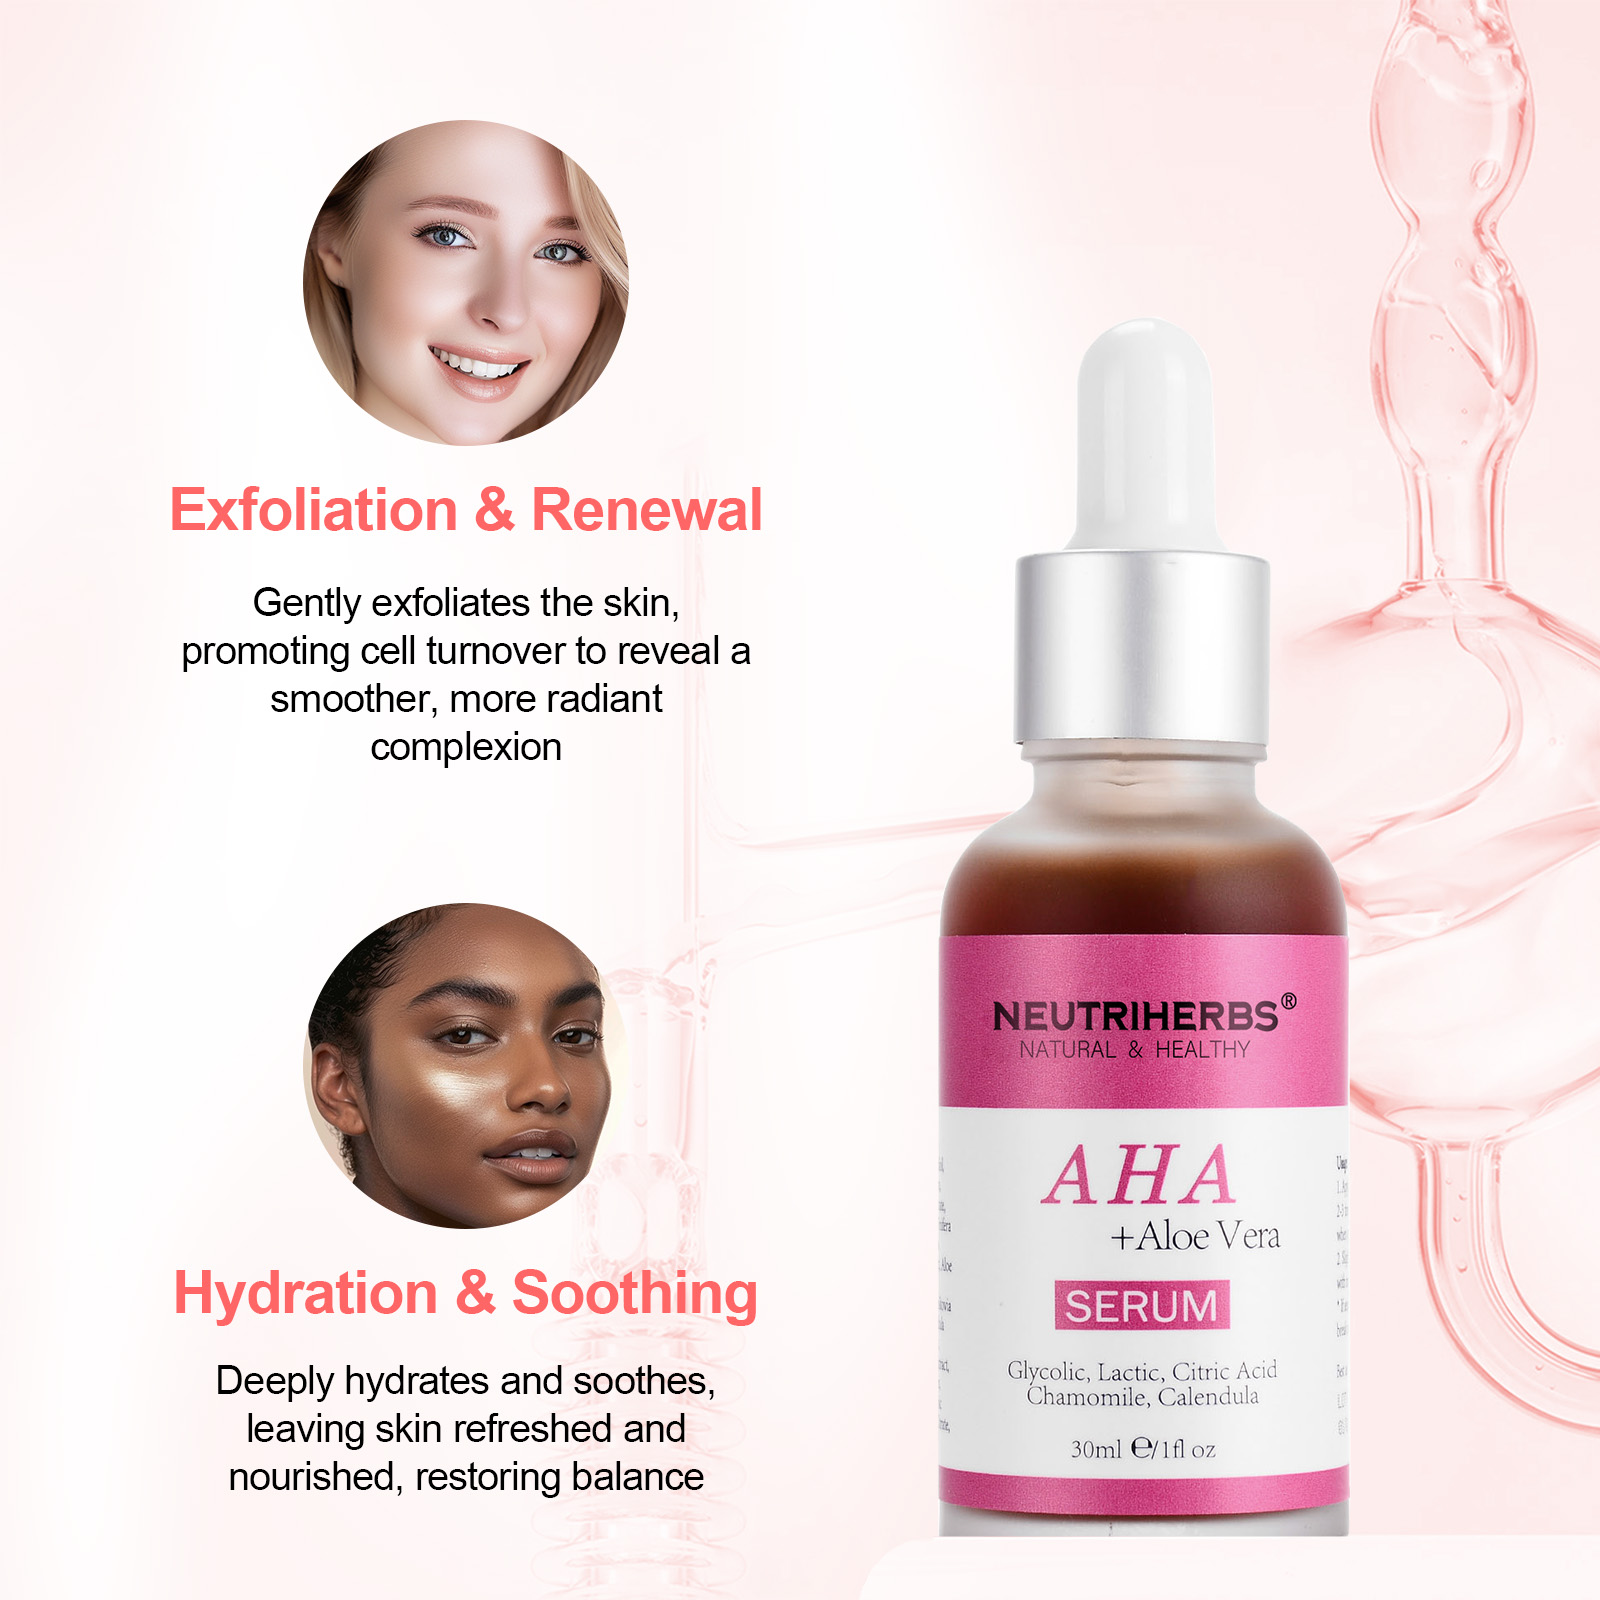 Exfoliation & Renewal
Gently exfoliates the skin,
promoting cell turnover to reveal a
smoother, more radiant
complexion
Hydration & Soothing
Deeply hydrates and soothes,
leaving skin refreshed and
nourished, restoring balance
NEUTRIHERBS®
NATURAL & HEALTHY
AHA
+Aloe Vera
SERUM
Glycolic, Lactic, Citric Acid
Chamomile, Calendula
30ml ℮/1fl oz